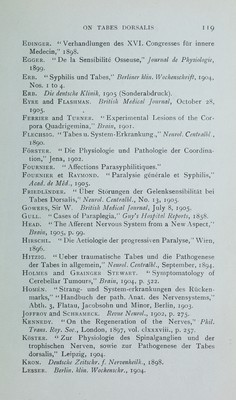 ON TABES DORSALIS 119
EDINGER. "Verhandlungen des XVI. Congresses für innere
Medecin," 1898.
EGGER. "De la Sensibilité Osseuse," Journal de Physiologie,
1899.
ERB. "Syphilis und Tabes," Berliner klin. Wochenschrift, 1904,
Nos. 1 to 4.
ERB. Die deutsche Klinik, 1905 (Sonderabdruck).
EYRE and FLASHMAN. British Medical Journal, October 28,
1905.
FERRIER and TURNER. "Experimental Lesions of the Cor-
pora Quadrigemina," Brain, 1901.
FLECHSIG. "Tabes u. System-Erkrankung," Neurol. Centralbl.,
1890.
FÖRSTER. "Die Physiologie und Pathologie der Coordina-
tion," Jena, 1902.
FOURNIER. "Affections Parasyphilitiques."
FOURNIER et RAYMOND. "Paralysie générale et Syphilis,"
Acad. de Méd., 1905.
FRIEDLÄNDER. "Über Störungen der Gelenksensibilität bei
Tabes Dorsalis," Neurol. Centralbl., No. 13, 1905.
GOWERS, Sir W. British Medical Journal, July 8, 1905.
GULL. "Cases of Paraplegia," Guy's Hospital Reports, 1858.
HEAD. "The Afferent Nervous System from a New Aspect,"
Brain, 1905, p. 99.
HIRSCHL. "Die Aetiologie der progressiven Paralyse," Wien,
1896.
HITZIG. "Ueber traumatische Tabes und die Pathogenese
der Tabes in allgemein," Neurol. Centralbl., September, 1894.
HOLMES and GRAINGER STEWART. "Symptomatology of
Cerebellar Tumours," Brain, 1904, p. 522.
HOMÉN. "Strang- und System-erkrankungen des Rücken-
marks," "Handbuch der path. Anat. des Nervensystems,"
Abth. 3, Flatau, Jacobsohn und Minor, Berlin, 1903.
JOFFROY and SCHRAMECK. Revue Neurol., 1902, p. 273.
KENNEDY. "On the Regeneration of the Nerves," Phil.
Trans. Roy. Soc., London, 1897, vol. clxxxviii., p. 257.
KÖSTER. "Zur Physiologie des Spinalganglien und der
trophischen Nerven, sowie zur Pathogenese der Tabes
dorsalis," Leipzig, 1904.
KRON. Deutsche Zeitschr. f. Nervenheilk., 1898.
LESSER. Berlin. klin. Wochenschr., 1904.